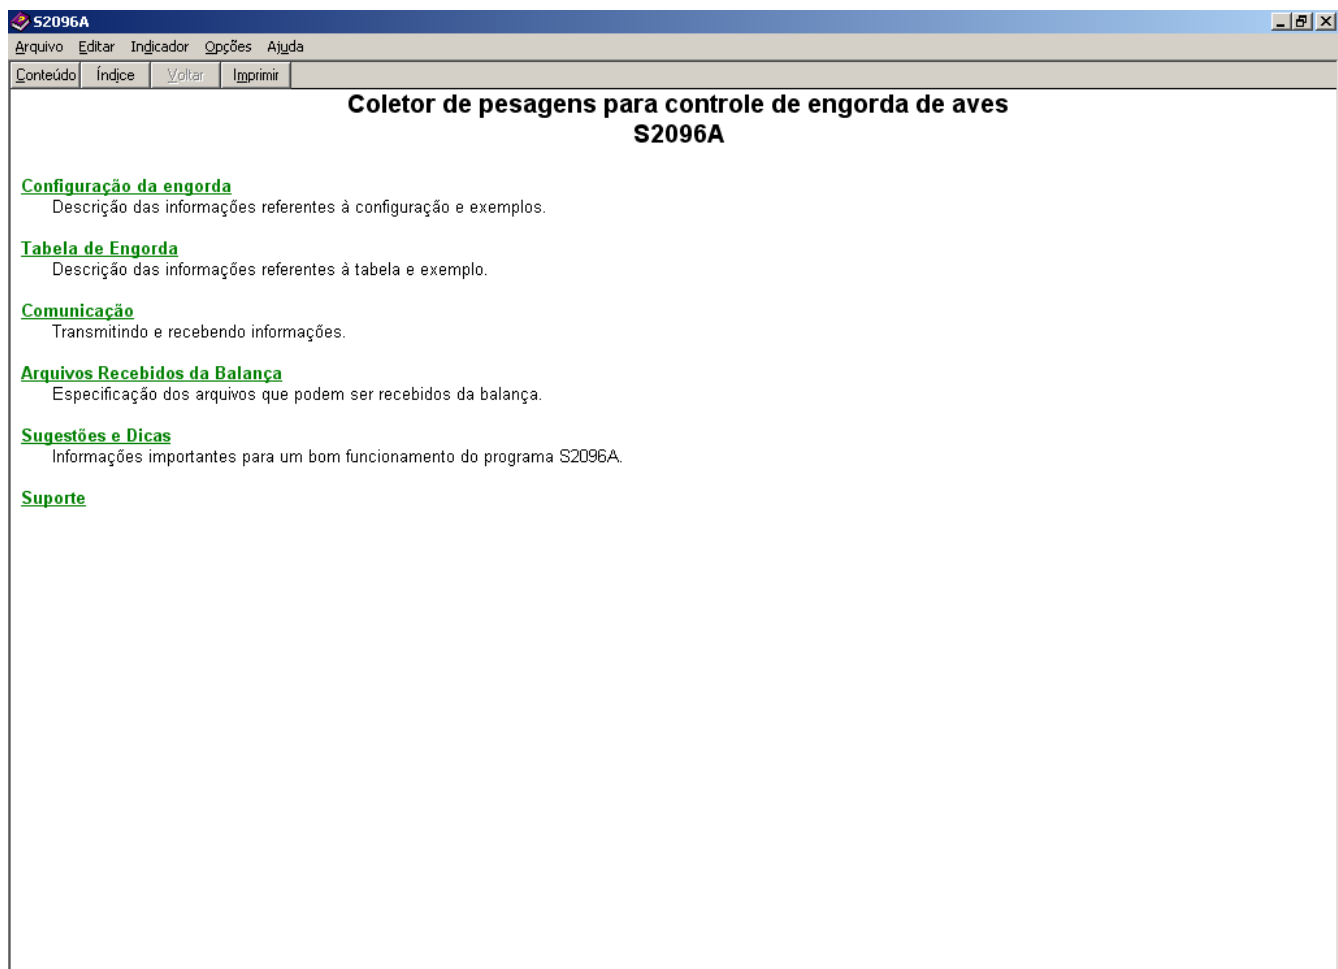 S2096A
Arquivo Editar Indicador Opções Ajuda
Conteúdo Índice Voltar Imprimir
Coletor de pesagens para controle de engorda de aves
S2096A
Configuração da engorda
Descrição das informações referentes à configuração e exemplos.
Tabela de Engorda
Descrição das informações referentes à tabela e exemplo.
Comunicação
Transmitindo e recebendo informações.
Arquivos Recebidos da Balança
Especificação dos arquivos que podem ser recebidos da balança.
Sugestões e Dicas
Informações importantes para um bom funcionamento do programa S2096A.
Suporte